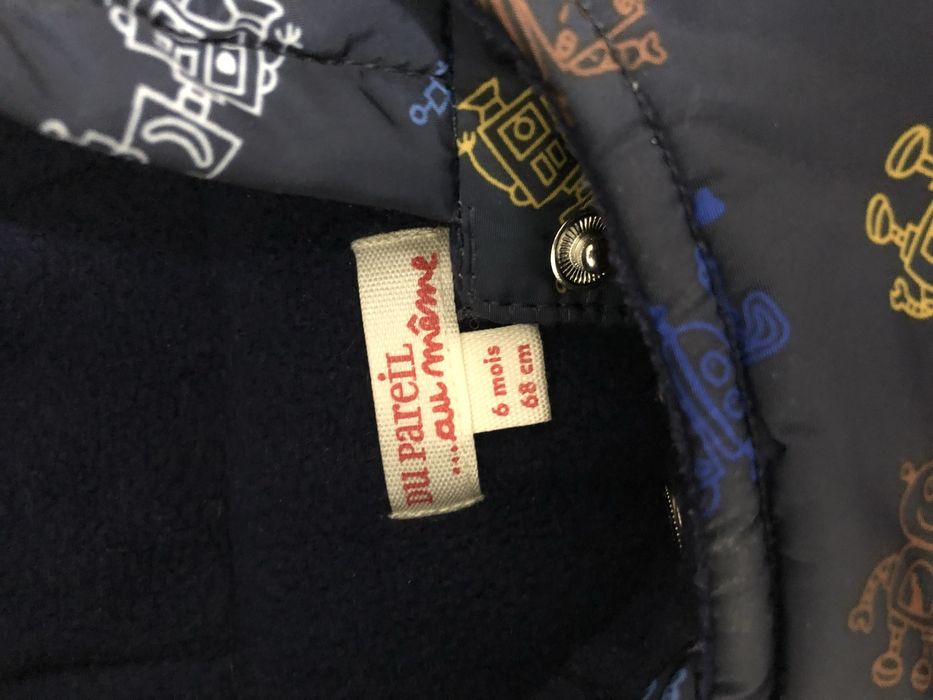 DU PAREIL
...au même
6 mois
68 cm